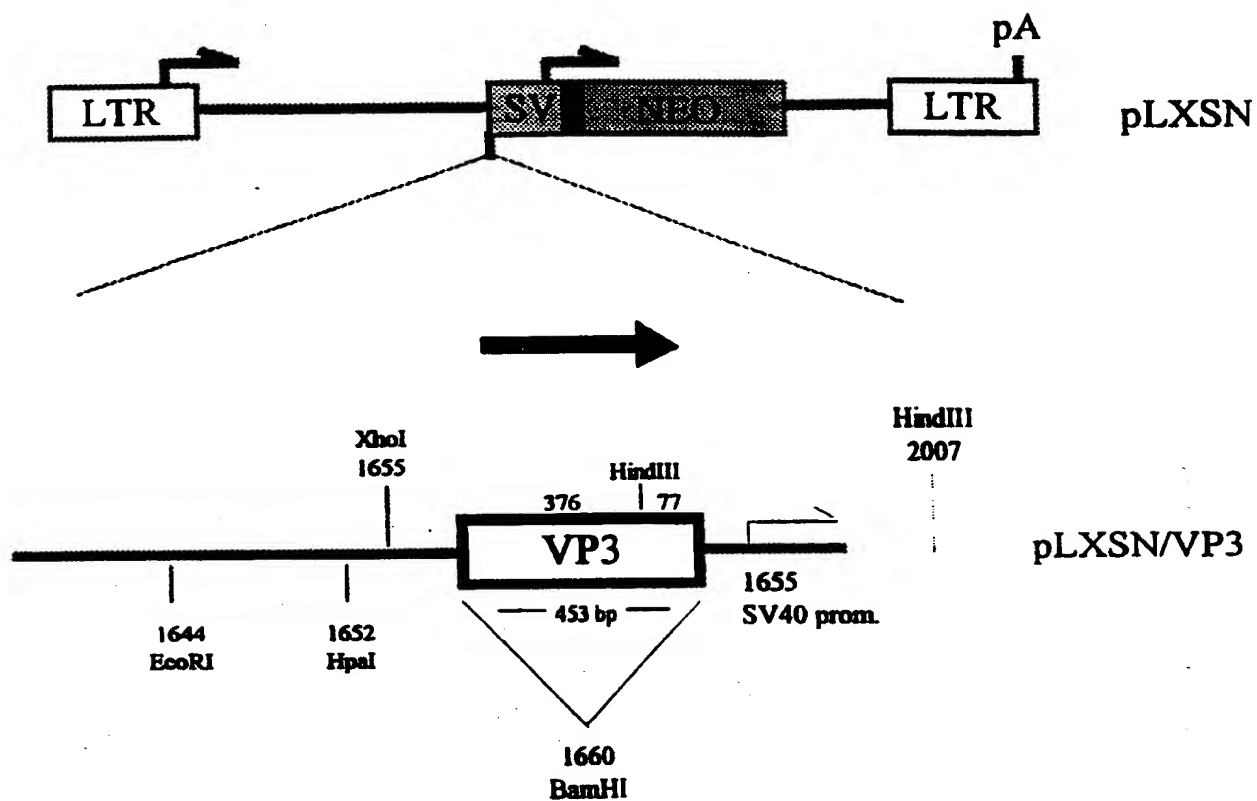 pA
LTR
SV
NEO
LTR
pLXSN
XhoI
1655
HindIII
376
77
HindIII
2007
VP3
pLXSN/VP3
453 bp
1655
SV40 prom.
1644
EcoRI
1652
HpaI
1660
BamHI